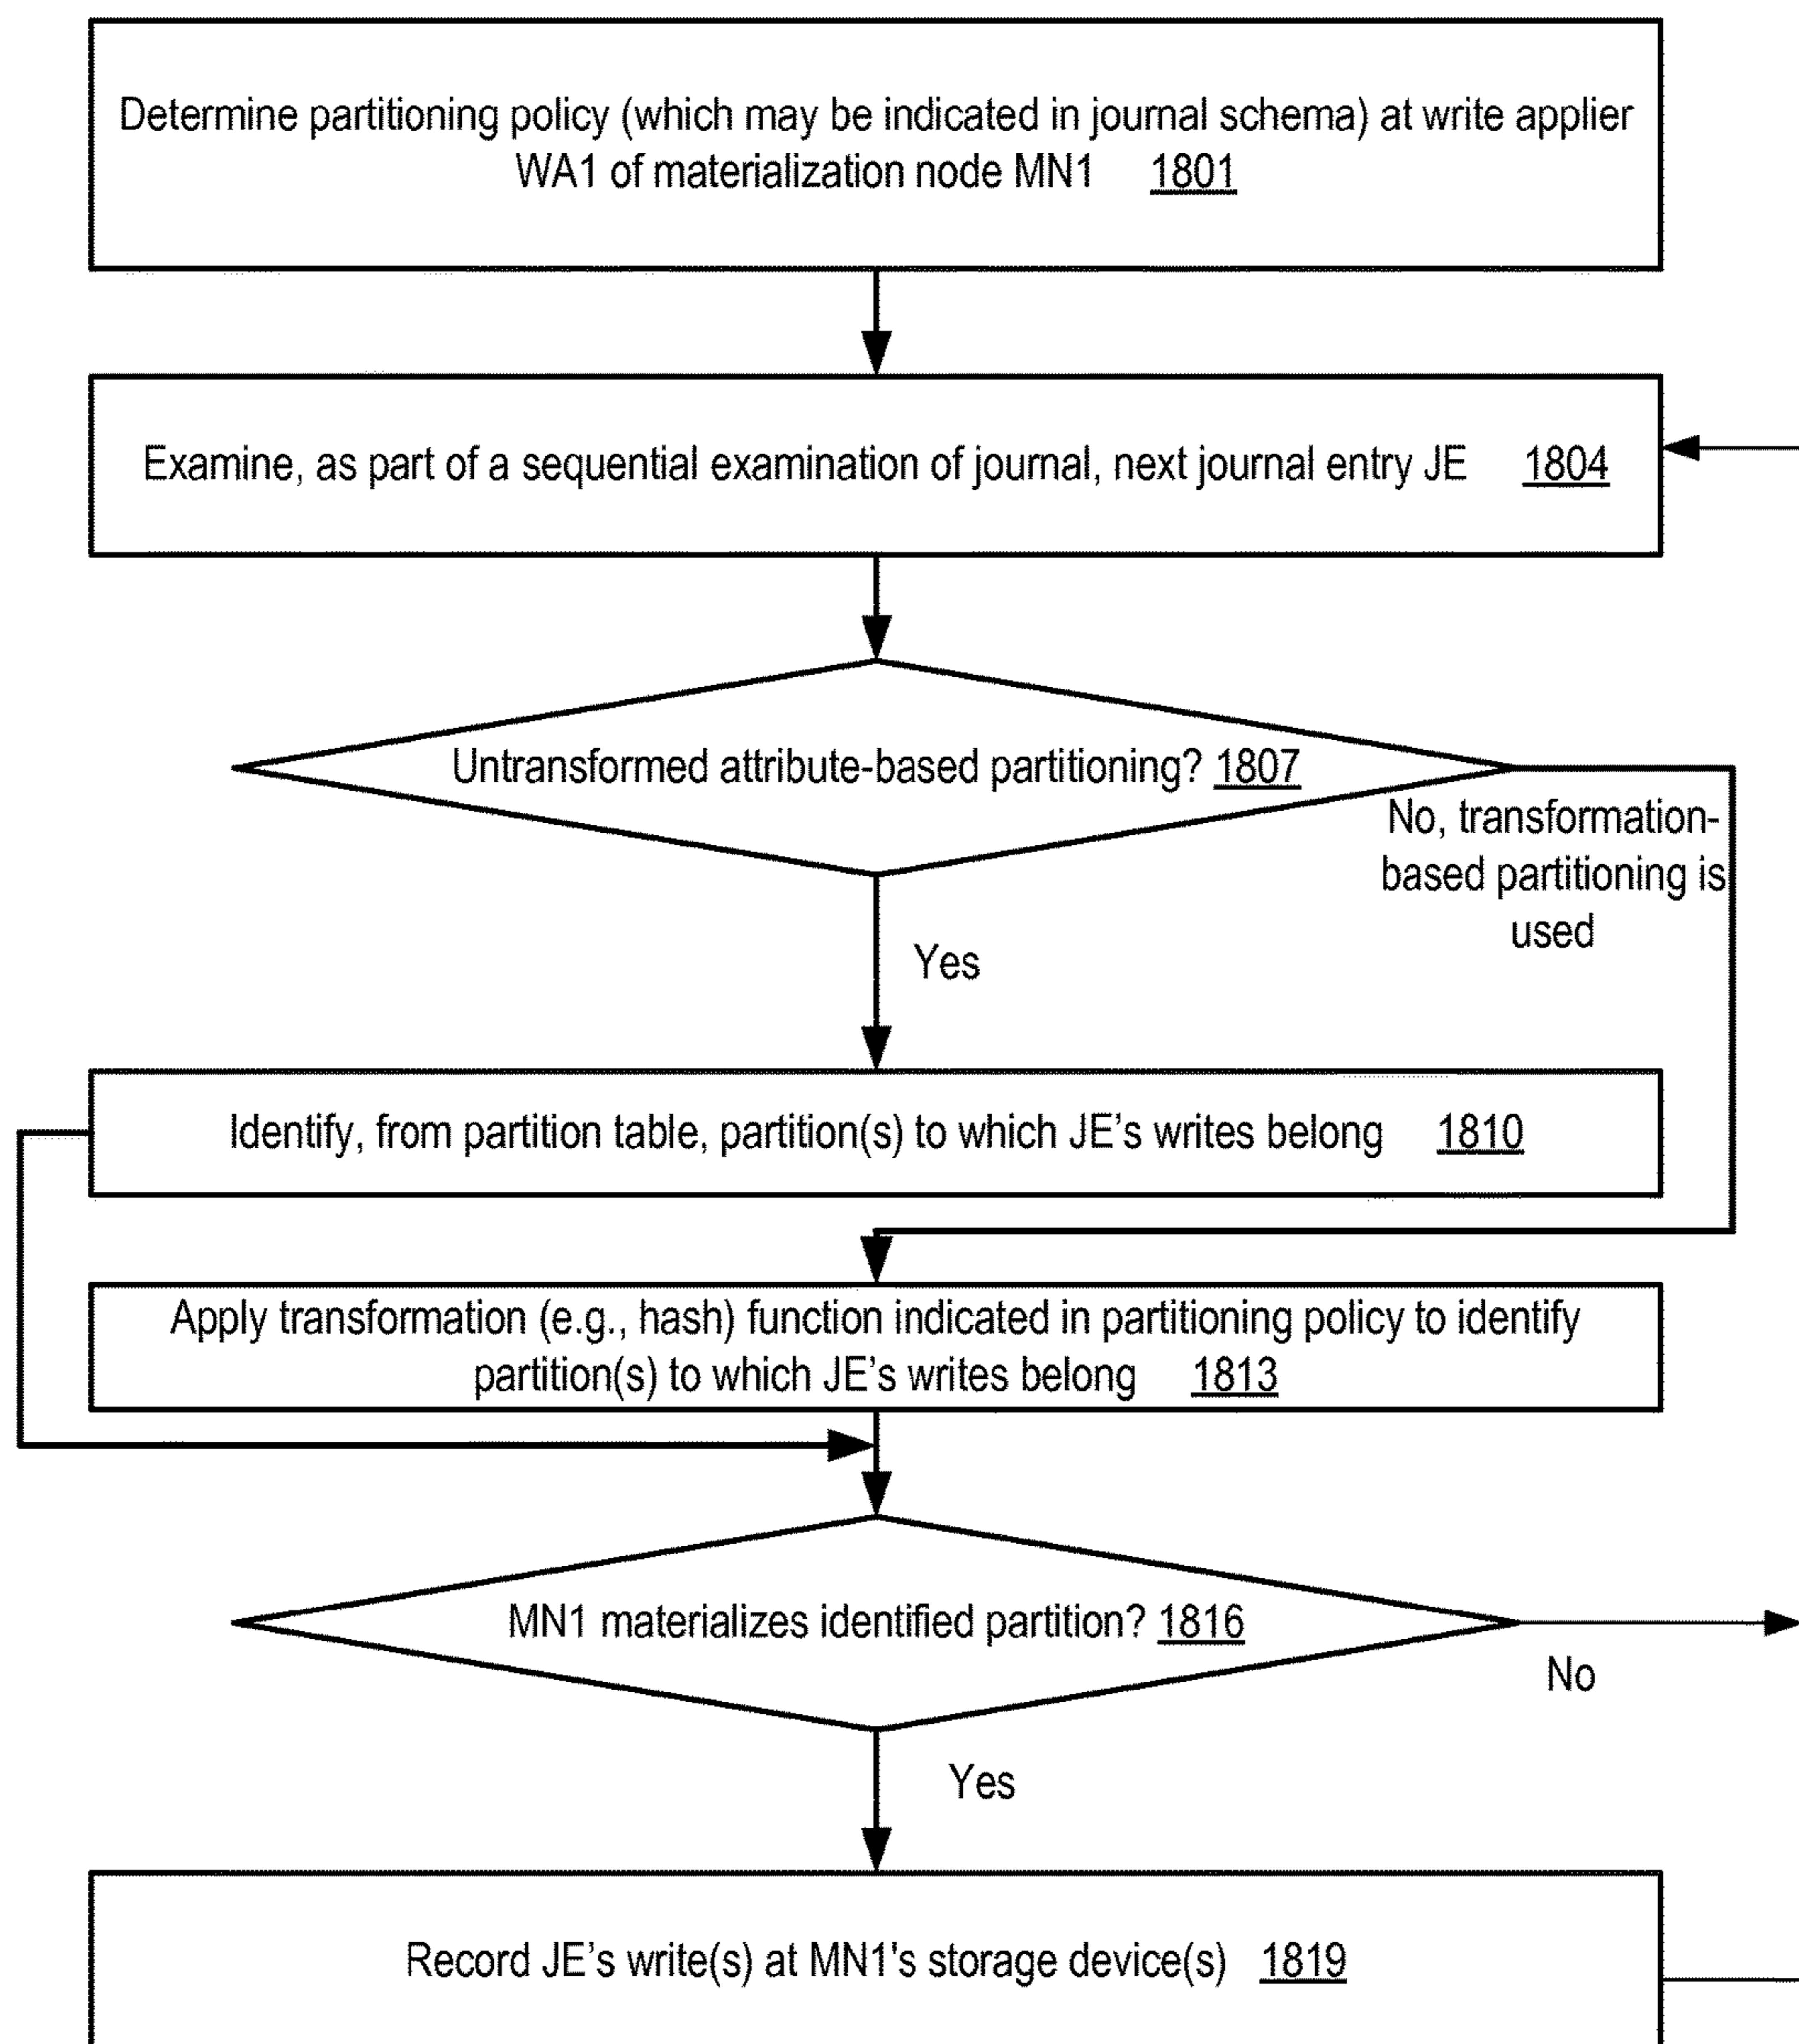 Determine partitioning policy (which may be indicated in journal schema) at write applier
WA1 of materialization node MN1 1801
Examine, as part of a sequential examination of journal, next journal entry JE 1804
Untransformed attribute-based partitioning? 1807
No, transformation-
based partitioning is
used
Yes
Identify, from partition table, partition(s) to which JE's writes belong 1810
Apply transformation (e.g., hash) function indicated in partitioning policy to identify
partition(s) to which JE's writes belong 1813
MN1 materializes identified partition? 1816
No
Yes
Record JE's write(s) at MN1's storage device(s) 1819